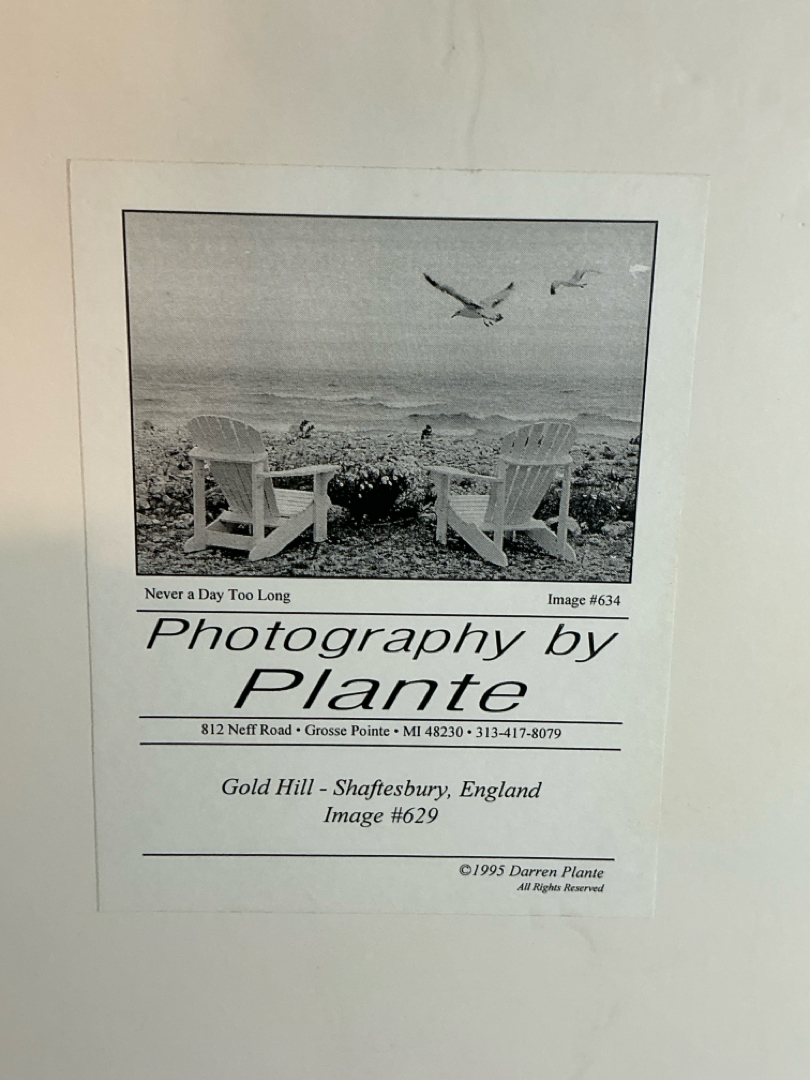 Never a Day Too Long
Image #634
Photography by
Plante
812 Neff Road • Grosse Pointe • MI 48230 • 313-417-8079
Gold Hill - Shaftesbury, England
Image #629
©1995 Darren Plante
All Rights Reserved